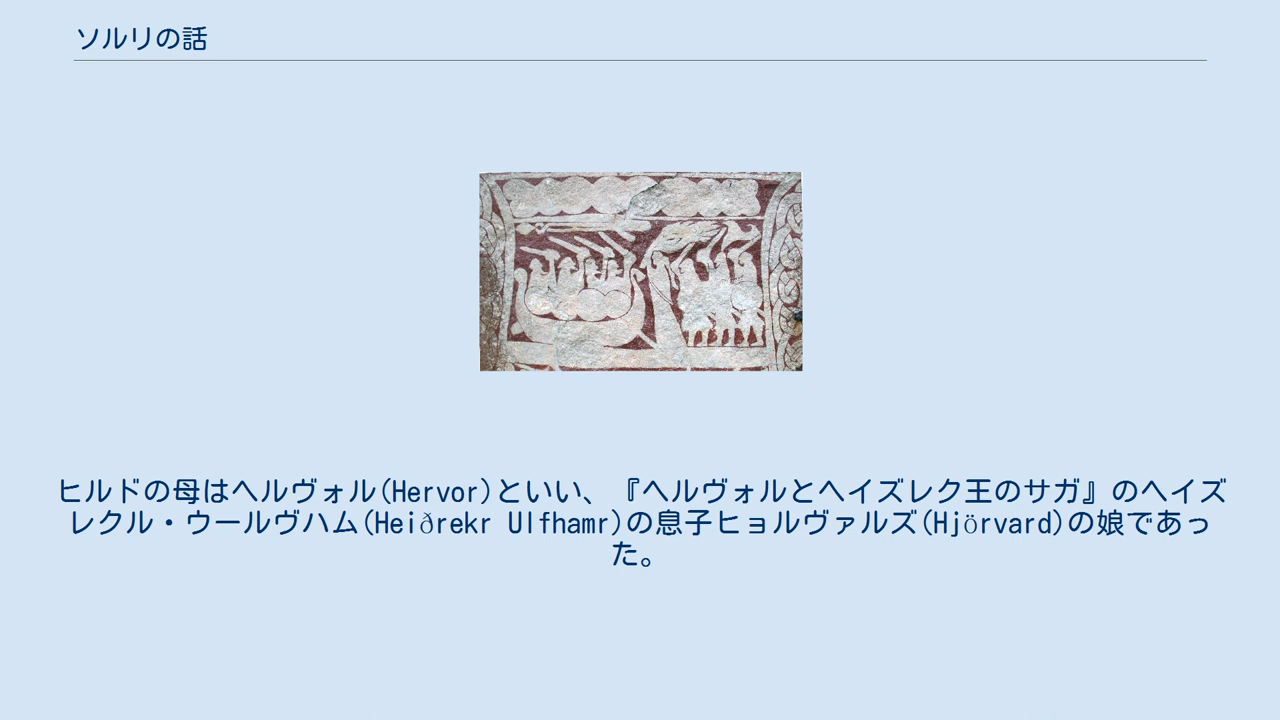 ソルリの話
ヒルドの母はヘルヴォル(Hervor)といい、『ヘルヴォルとヘイズレク王のサガ』のヘイズ
レクル・ウールヴハム(Heiðrekr Ulfhamr)の息子ヒョルヴァルズ(Hjörvard)の娘であっ
た。